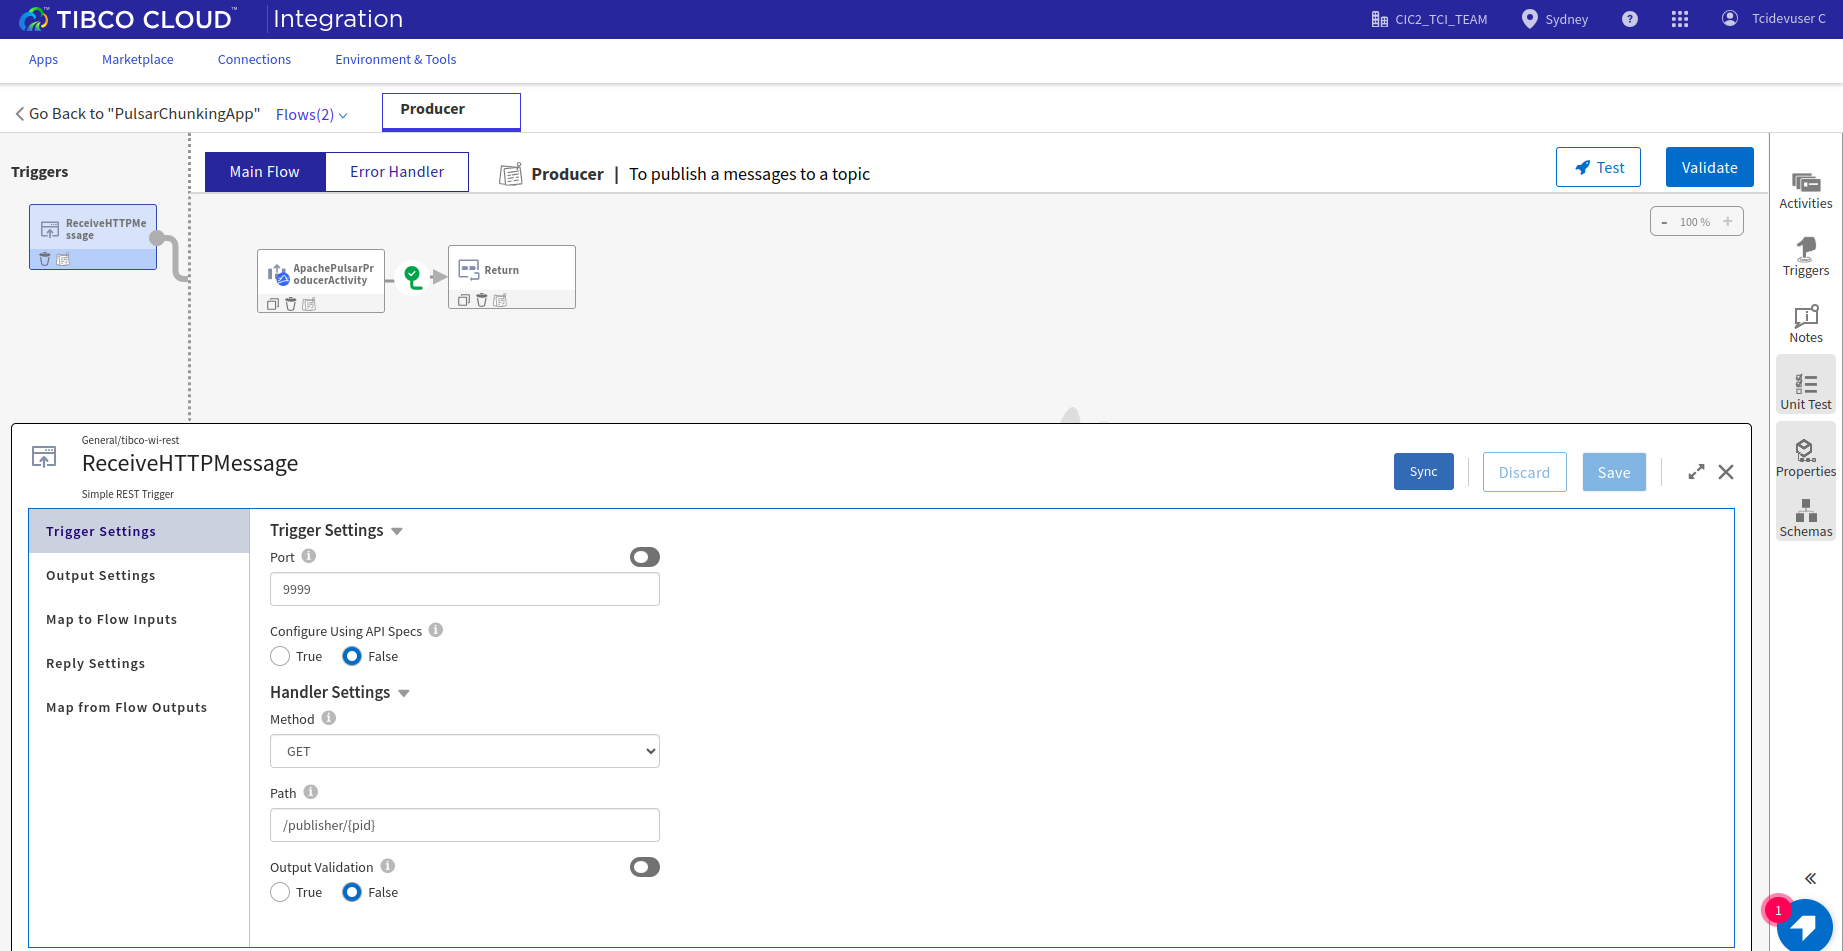 TIBCO CLOUD™ Integration
CIC2_TCI_TEAM Sydney ? Tcidevuser C
Apps Marketplace Connections Environment & Tools
Go Back to "PulsarChunkingApp" Flows(2) Producer
Triggers
Main Flow Error Handler Producer | To publish a messages to a topic Test Validate
- 100 % +
ReceiveHTTPMe
ssage
ApachePulsarPr
oducerActivity
Return
Activities
Triggers
Notes
Unit Test
Properties
Schemas
General/tibco-wi-rest
ReceiveHTTPMessage
Simple REST Trigger
Sync Discard Save
Trigger Settings
Output Settings
Map to Flow Inputs
Reply Settings
Map from Flow Outputs
Trigger Settings
Port
9999
Configure Using API Specs
True False
Handler Settings
Method
GET
Path
/publisher/{pid}
Output Validation
True False
1